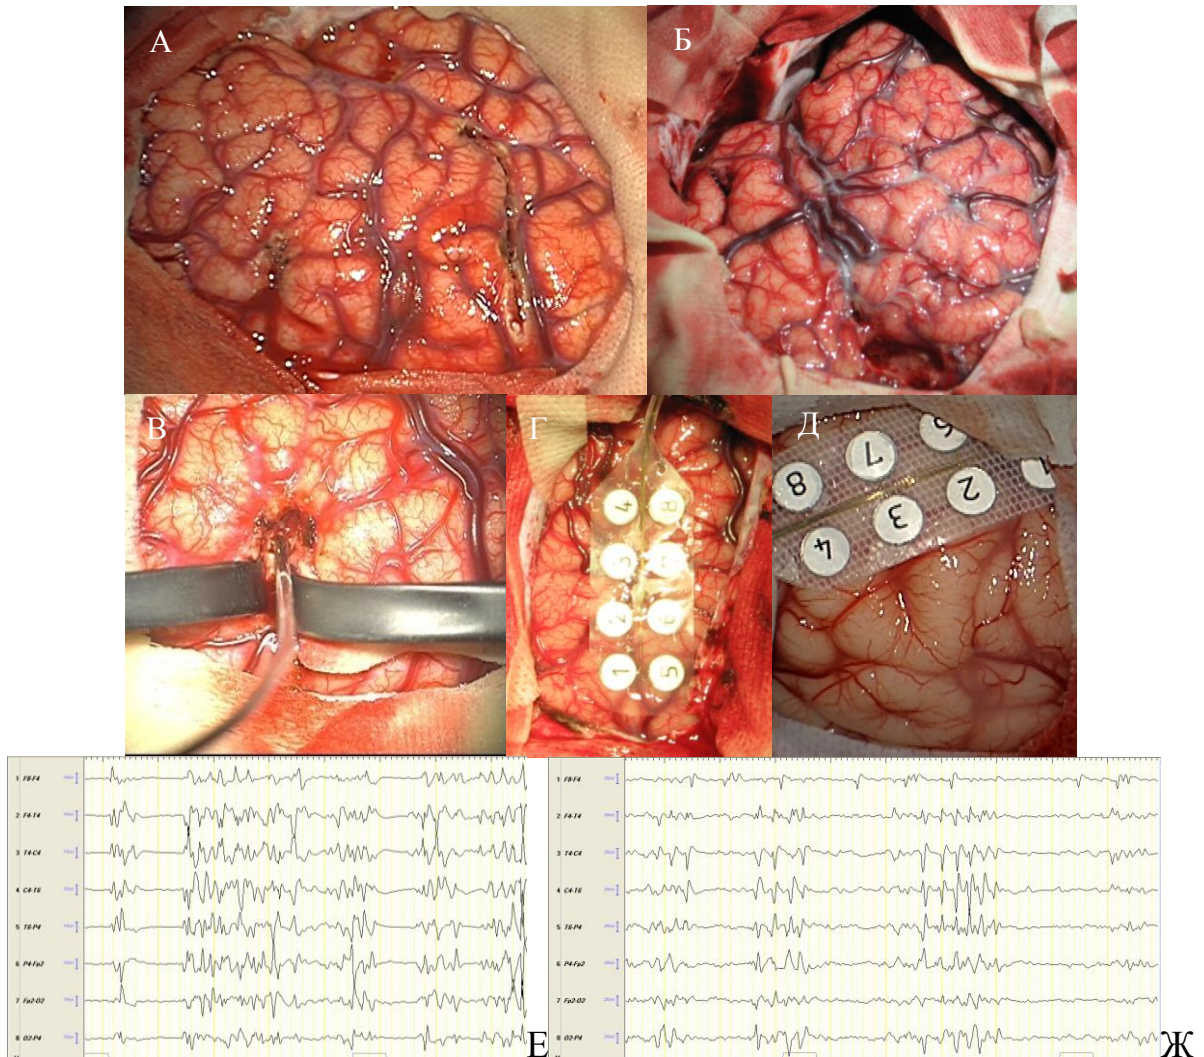 А
Б
В
Г
Д
4 8
3
2 6
1 5
8 7 6
4 3 2 1
1 F8-F4
2 F4-T4
3 T4-C4
4 C4-T6
5 T6-P4
6 P4-Fp2
7 Fp2-O2
8 O2-P4
Е
1 F8-F4
2 F4-T4
3 T4-C4
4 C4-T6
5 T6-P4
6 P4-Fp2
7 Fp2-O2
8 O2-P4
Ж